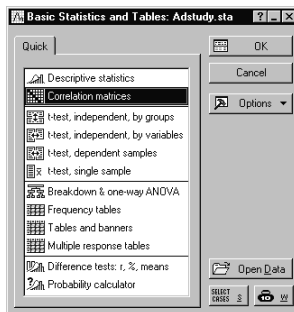 Basic Statistics and Tables: Adstudy.sta
Quick
OK
Cancel
Options
Descriptive statistics
Correlation matrices
t-test, independent, by groups
t-test, independent, by variables
t-test, dependent samples
t-test, single sample
Breakdown & one-way ANOVA
Frequency tables
Tables and banners
Multiple response tables
Difference tests: r, %, means
Probability calculator
Open Data
SELECT
CASES S W